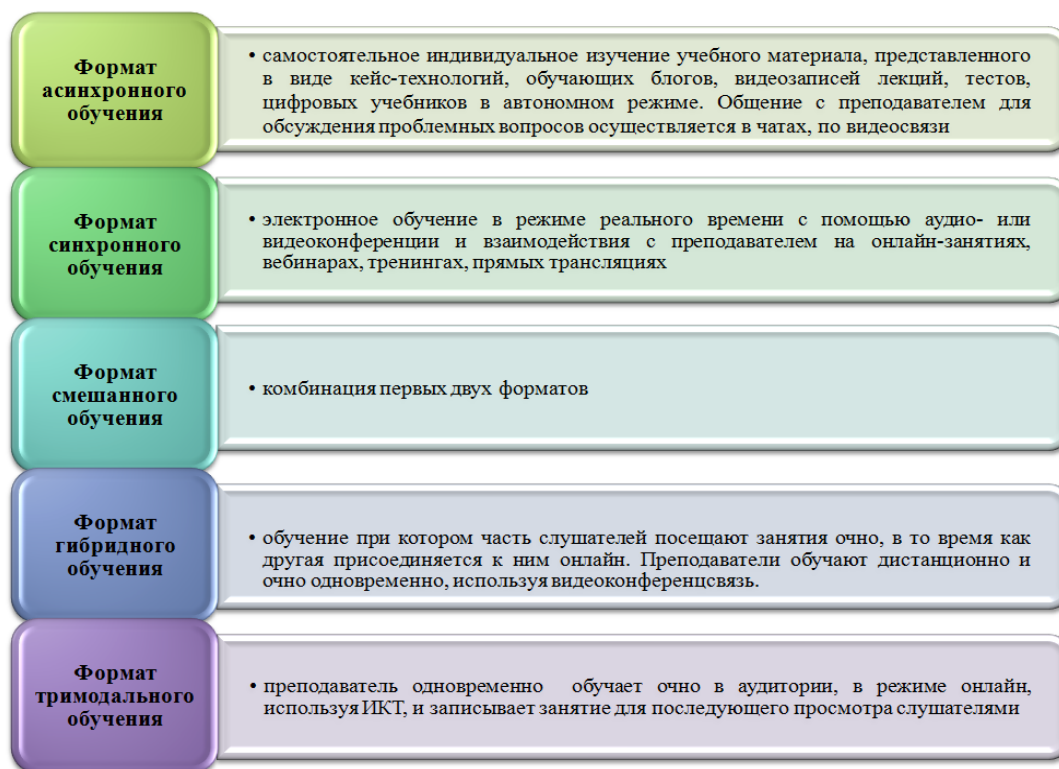 Формат
асинхронного
обучения
• самостоятельное индивидуальное изучение учебного материала, представленного
в виде кейс-технологий, обучающих блогов, видеозаписей лекций, тестов,
цифровых учебников в автономном режиме. Общение с преподавателем для
обсуждения проблемных вопросов осуществляется в чатах, по видеосвязи
Формат
синхронного
обучения
• электронное обучение в режиме реального времени с помощью аудио- или
видеоконференции и взаимодействия с преподавателем на онлайн-занятиях,
вебинарах, тренингах, прямых трансляциях
Формат
смешанного
обучения
• комбинация первых двух форматов
Формат
гибридного
обучения
• обучение при котором часть слушателей посещают занятия очно, в то время как
другая присоединяется к ним онлайн. Преподаватели обучают дистанционно и
очно одновременно, используя видеоконференцсвязь.
Формат
тримодального
обучения
• преподаватель одновременно обучает очно в аудитории, в режиме онлайн,
используя ИКТ, и записывает занятие для последующего просмотра слушателями